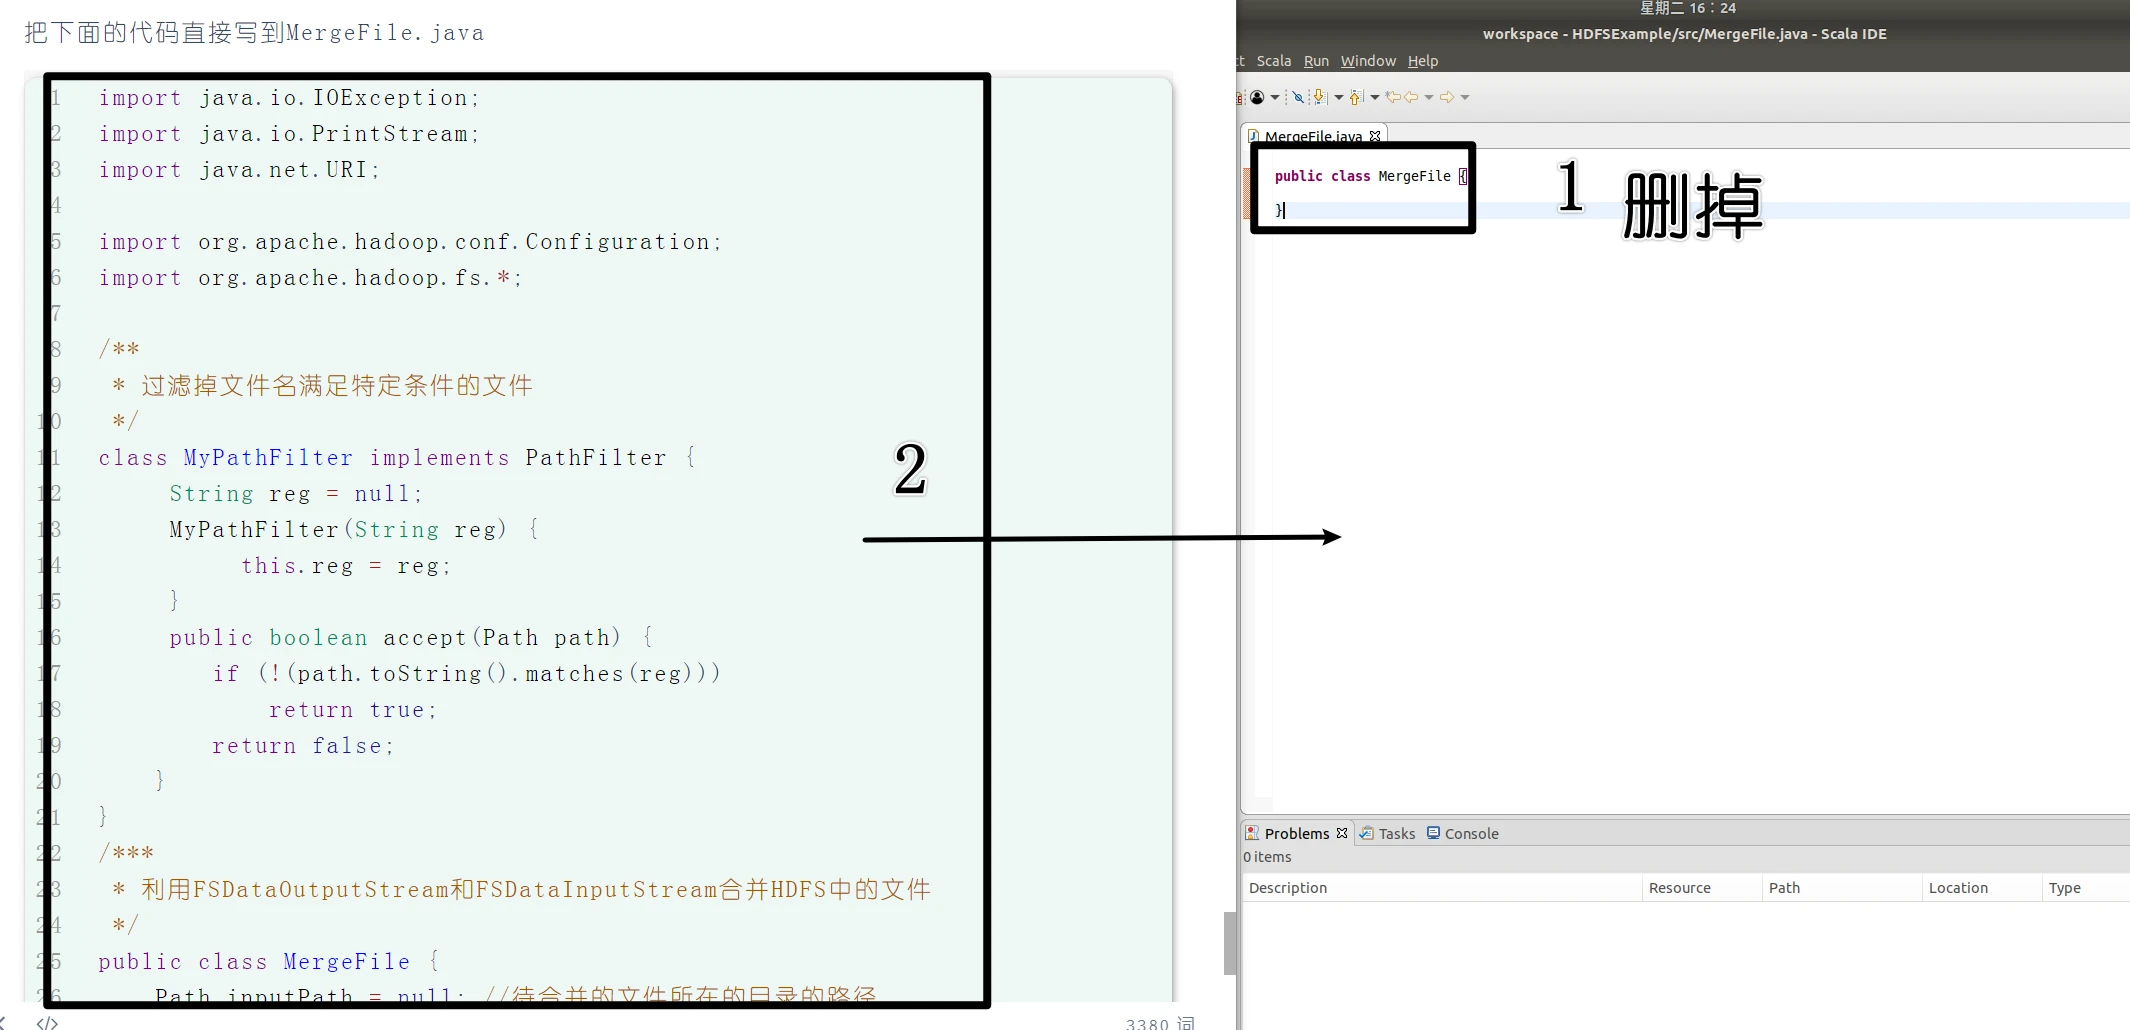 把下面的代码直接写到MergeFile.java
1 import java.io.IOException;
2 import java.io.PrintStream;
3 import java.net.URI;
4
5 import org.apache.hadoop.conf.Configuration;
6 import org.apache.hadoop.fs.*;
7
8 /**
9 * 过滤掉文件名满足特定条件的文件
10 */
11 class MyPathFilter implements PathFilter {
12 String reg = null;
13 MyPathFilter(String reg) {
14 this.reg = reg;
15 }
16 public boolean accept(Path path) {
17 if (!(path.toString().matches(reg)))
18 return true;
19 return false;
20 }
21 }
22 /***
23 * 利用FSDataOutputStream和FSDataInputStream合并HDFS中的文件
24 */
25 public class MergeFile {
26 Path inputPath = null; //待合并的文件所在的目录的路径
2
</>
3380 词
星期二 16：24
workspace - HDFSExample/src/MergeFile.java - Scala IDE
ct Scala Run Window Help
MergeFile.java
public class MergeFile {
}
1 删掉
Problems Tasks Console
0 items
Description Resource Path Location Type